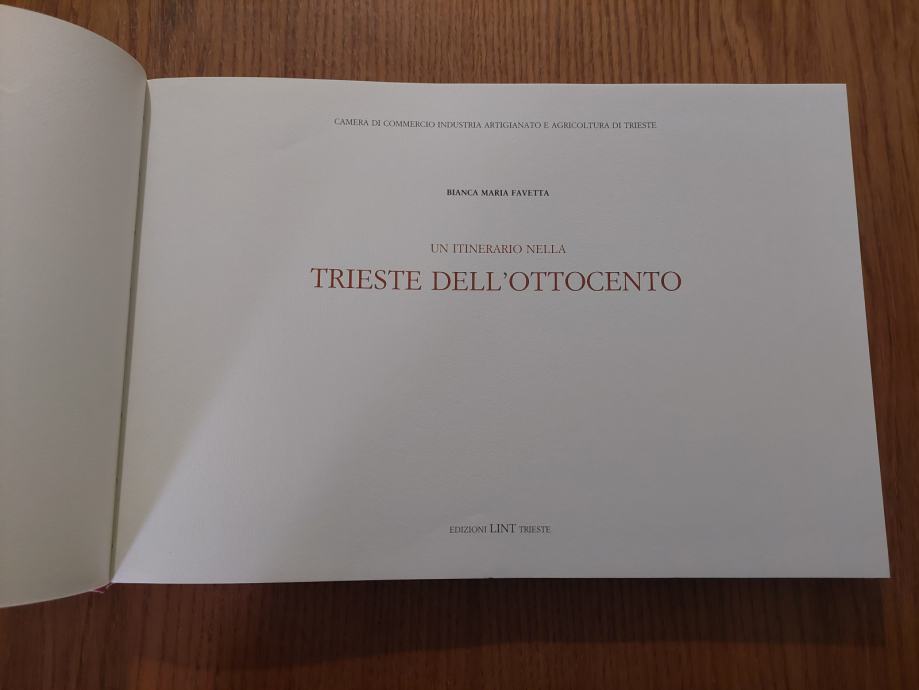 CAMERA DI COMMERCIO INDUSTRIA ARTIGIANATO E AGRICOLTURA DI TRIESTE
BIANCA MARIA FAVETTA
UN ITINERARIO NELLA
TRIESTE DELL'OTTOCENTO
EDIZIONI LINT TRIESTE